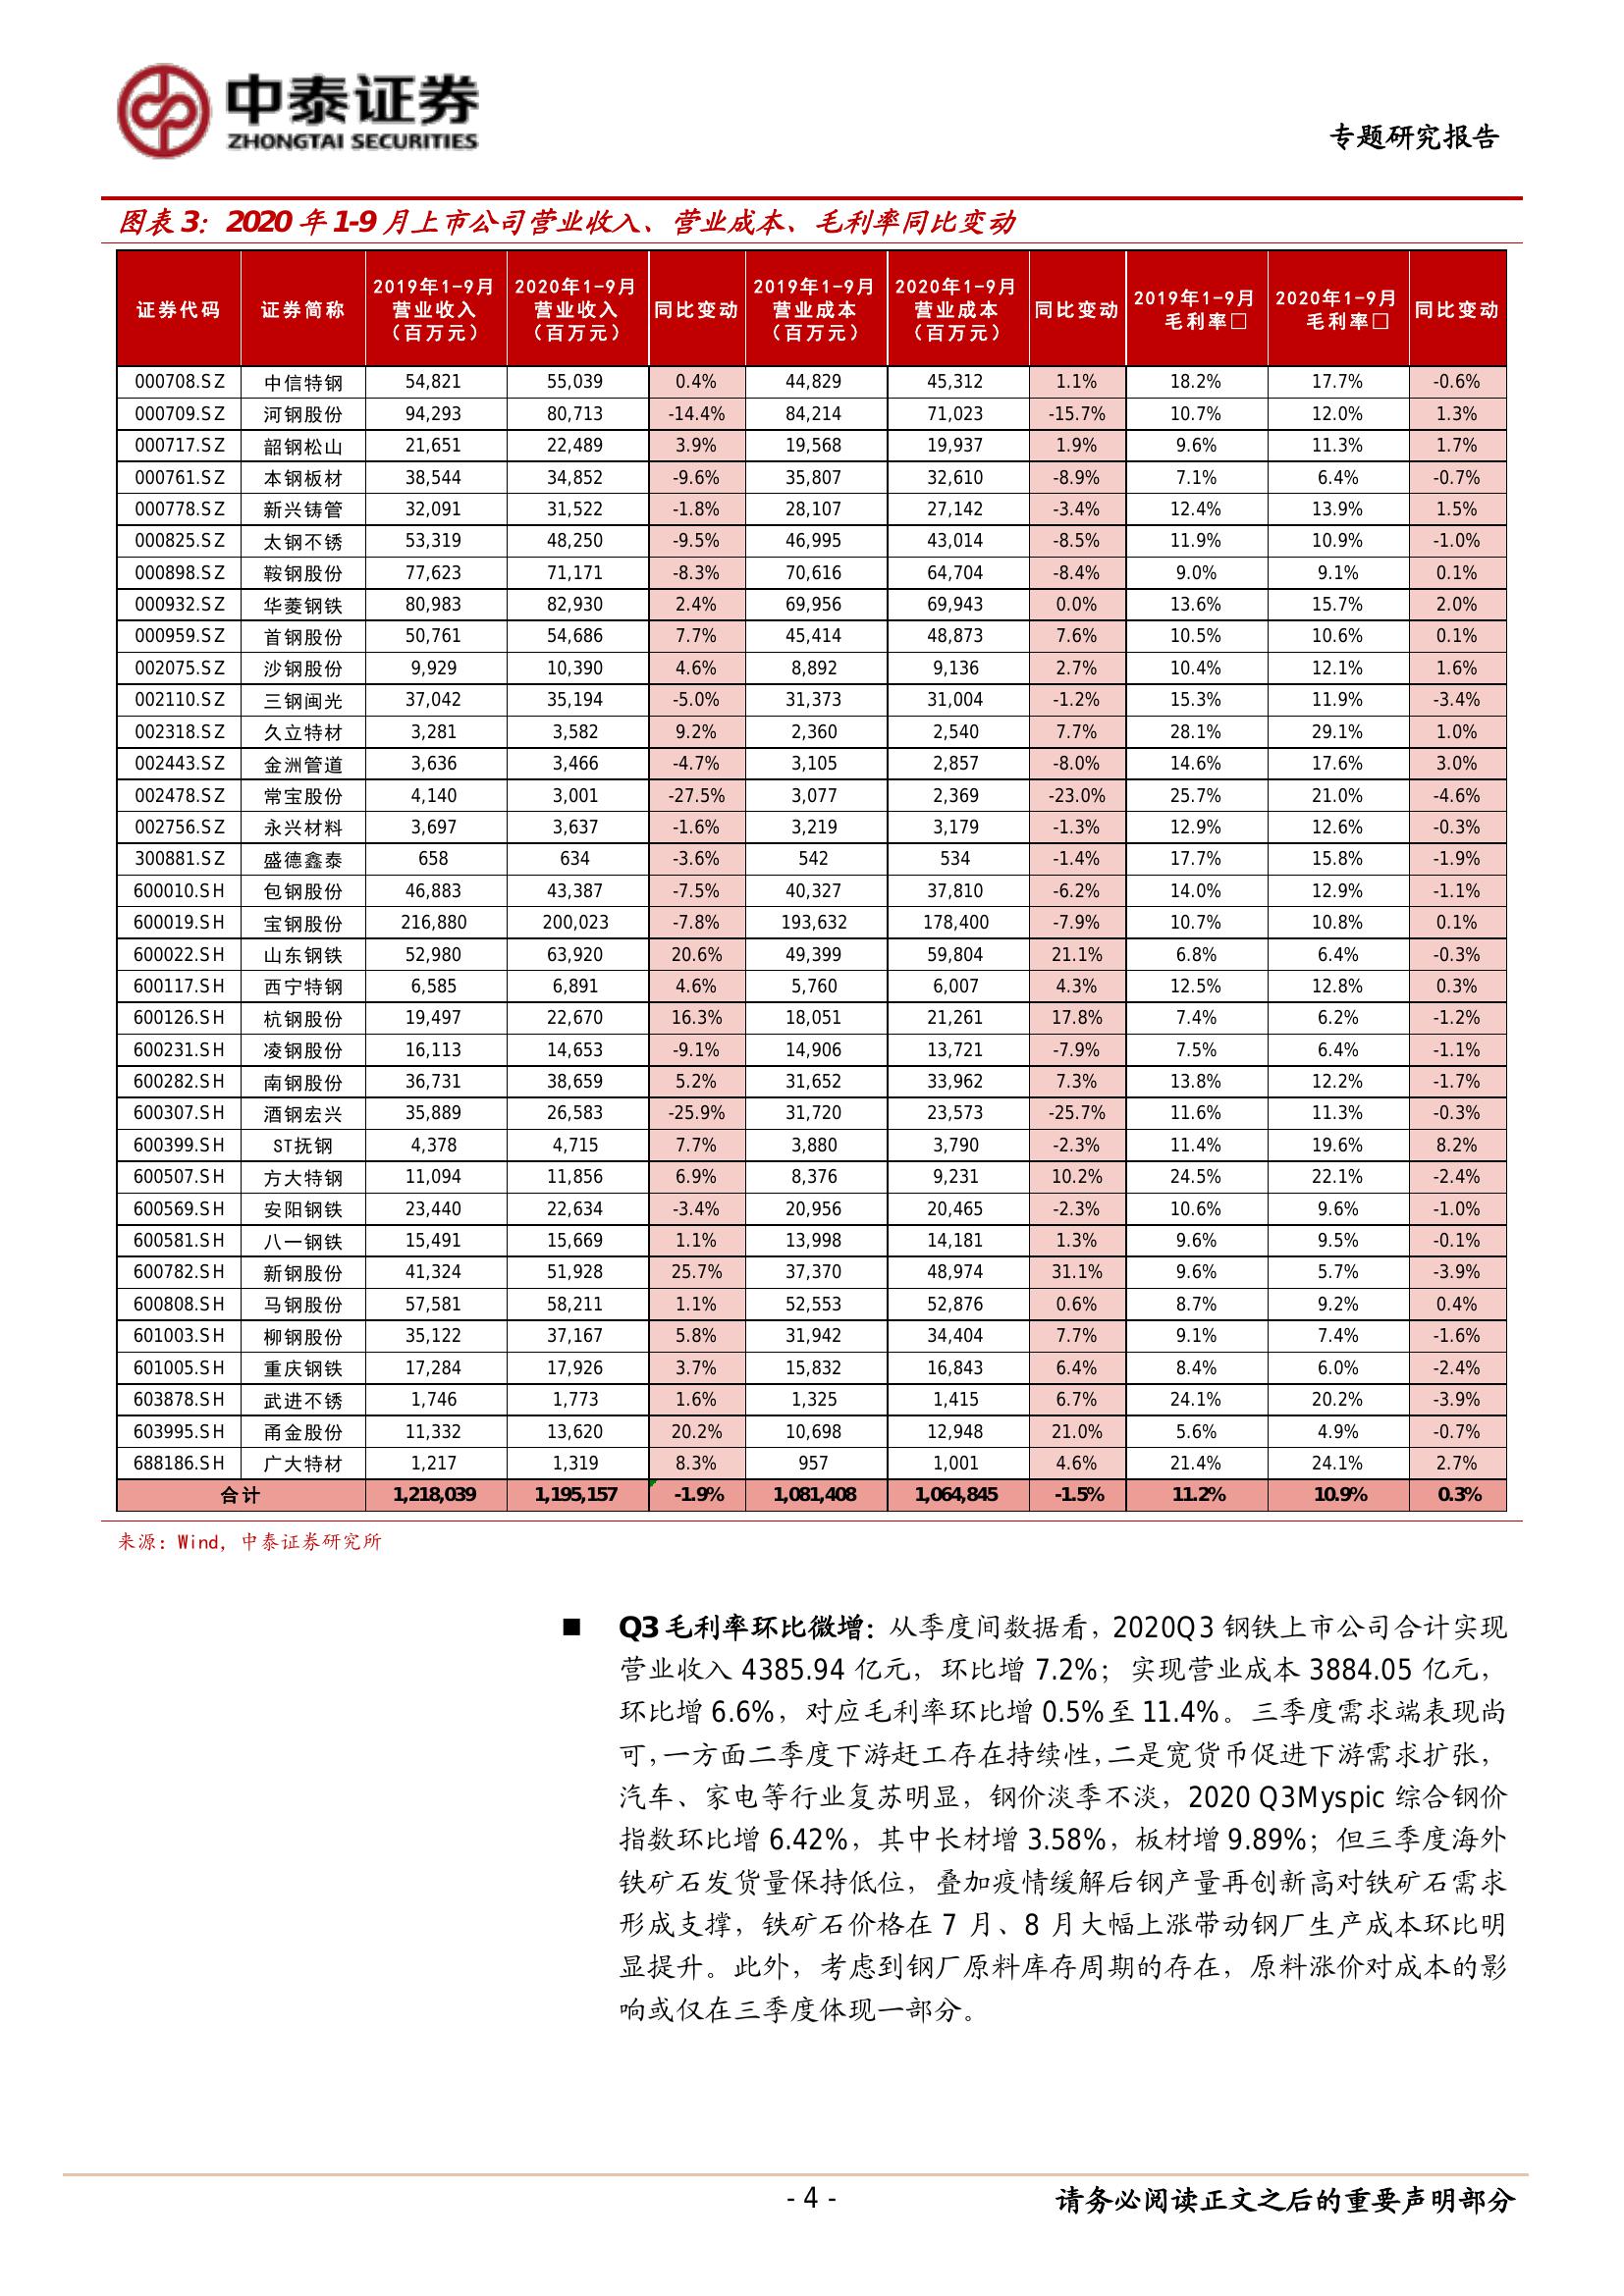 中泰证券
ZHONGTAI SECURITIES
专题研究报告
图表 3：2020 年 1-9 月上市公司营业收入、营业成本、毛利率同比变动
证券代码 证券简称 2019年1-9月营业收入（百万元） 2020年1-9月营业收入（百万元） 同比变动 2019年1-9月营业成本（百万元） 2020年1-9月营业成本（百万元） 同比变动 2019年1-9月毛利率□ 2020年1-9月毛利率□ 同比变动
000708.SZ 中信特钢 54,821 55,039 0.4% 44,829 45,312 1.1% 18.2% 17.7% -0.6%
000709.SZ 河钢股份 94,293 80,713 -14.4% 84,214 71,023 -15.7% 10.7% 12.0% 1.3%
000717.SZ 韶钢松山 21,651 22,489 3.9% 19,568 19,937 1.9% 9.6% 11.3% 1.7%
000761.SZ 本钢板材 38,544 34,852 -9.6% 35,807 32,610 -8.9% 7.1% 6.4% -0.7%
000778.SZ 新兴铸管 32,091 31,522 -1.8% 28,107 27,142 -3.4% 12.4% 13.9% 1.5%
000825.SZ 太钢不锈 53,319 48,250 -9.5% 46,995 43,014 -8.5% 11.9% 10.9% -1.0%
000898.SZ 鞍钢股份 77,623 71,171 -8.3% 70,616 64,704 -8.4% 9.0% 9.1% 0.1%
000932.SZ 华菱钢铁 80,983 82,930 2.4% 69,956 69,943 0.0% 13.6% 15.7% 2.0%
000959.SZ 首钢股份 50,761 54,686 7.7% 45,414 48,873 7.6% 10.5% 10.6% 0.1%
002075.SZ 沙钢股份 9,929 10,390 4.6% 8,892 9,136 2.7% 10.4% 12.1% 1.6%
002110.SZ 三钢闽光 37,042 35,194 -5.0% 31,373 31,004 -1.2% 15.3% 11.9% -3.4%
002318.SZ 久立特材 3,281 3,582 9.2% 2,360 2,540 7.7% 28.1% 29.1% 1.0%
002443.SZ 金洲管道 3,636 3,466 -4.7% 3,105 2,857 -8.0% 14.6% 17.6% 3.0%
002478.SZ 常宝股份 4,140 3,001 -27.5% 3,077 2,369 -23.0% 25.7% 21.0% -4.6%
002756.SZ 永兴材料 3,697 3,637 -1.6% 3,219 3,179 -1.3% 12.9% 12.6% -0.3%
300881.SZ 盛德鑫泰 658 634 -3.6% 542 534 -1.4% 17.7% 15.8% -1.9%
600010.SH 包钢股份 46,883 43,387 -7.5% 40,327 37,810 -6.2% 14.0% 12.9% -1.1%
600019.SH 宝钢股份 216,880 200,023 -7.8% 193,632 178,400 -7.9% 10.7% 10.8% 0.1%
600022.SH 山东钢铁 52,980 63,920 20.6% 49,399 59,804 21.1% 6.8% 6.4% -0.3%
600117.SH 西宁特钢 6,585 6,891 4.6% 5,760 6,007 4.3% 12.5% 12.8% 0.3%
600126.SH 杭钢股份 19,497 22,670 16.3% 18,051 21,261 17.8% 7.4% 6.2% -1.2%
600231.SH 凌钢股份 16,113 14,653 -9.1% 14,906 13,721 -7.9% 7.5% 6.4% -1.1%
600282.SH 南钢股份 36,731 38,659 5.2% 31,652 33,962 7.3% 13.8% 12.2% -1.7%
600307.SH 酒钢宏兴 35,889 26,583 -25.9% 31,720 23,573 -25.7% 11.6% 11.3% -0.3%
600399.SH ST抚钢 4,378 4,715 7.7% 3,880 3,790 -2.3% 11.4% 19.6% 8.2%
600507.SH 方大特钢 11,094 11,856 6.9% 8,376 9,231 10.2% 24.5% 22.1% -2.4%
600569.SH 安阳钢铁 23,440 22,634 -3.4% 20,956 20,465 -2.3% 10.6% 9.6% -1.0%
600581.SH 八一钢铁 15,491 15,669 1.1% 13,998 14,181 1.3% 9.6% 9.5% -0.1%
600782.SH 新钢股份 41,324 51,928 25.7% 37,370 48,974 31.1% 9.6% 5.7% -3.9%
600808.SH 马钢股份 57,581 58,211 1.1% 52,553 52,876 0.6% 8.7% 9.2% 0.4%
601003.SH 柳钢股份 35,122 37,167 5.8% 31,942 34,404 7.7% 9.1% 7.4% -1.6%
601005.SH 重庆钢铁 17,284 17,926 3.7% 15,832 16,843 6.4% 8.4% 6.0% -2.4%
603878.SH 武进不锈 1,746 1,773 1.6% 1,325 1,415 6.7% 24.1% 20.2% -3.9%
603995.SH 甬金股份 11,332 13,620 20.2% 10,698 12,948 21.0% 5.6% 4.9% -0.7%
688186.SH 广大特材 1,217 1,319 8.3% 957 1,001 4.6% 21.4% 24.1% 2.7%
合计 1,218,039 1,195,157 -1.9% 1,081,408 1,064,845 -1.5% 11.2% 10.9% 0.3%
来源：Wind，中泰证券研究所
■ Q3 毛利率环比微增：从季度间数据看，2020Q3 钢铁上市公司合计实现
营业收入 4385.94 亿元，环比增 7.2%；实现营业成本 3884.05 亿元，
环比增 6.6%，对应毛利率环比增 0.5%至 11.4%。三季度需求端表现尚
可，一方面二季度下游赶工存在持续性，二是宽货币促进下游需求扩张，
汽车、家电等行业复苏明显，钢价淡季不淡，2020 Q3Myspic 综合钢价
指数环比增 6.42%，其中长材增 3.58%，板材增 9.89%；但三季度海外
铁矿石发货量保持低位，叠加疫情缓解后钢产量再创新高对铁矿石需求
形成支撑，铁矿石价格在 7 月、8 月大幅上涨带动钢厂生产成本环比明
显提升。此外，考虑到钢厂原料库存周期的存在，原料涨价对成本的影
响或仅在三季度体现一部分。
- 4 -
请务必阅读正文之后的重要声明部分